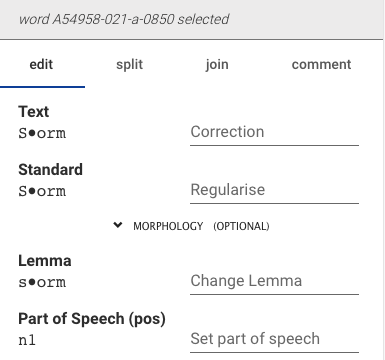 word A54958-021-a-0850 selected
edit split join comment
Text
S●orm Correction
Standard
S●orm Regularise
MORPHOLOGY (OPTIONAL)
Lemma
s●orm Change Lemma
Part of Speech (pos)
n1 Set part of speech